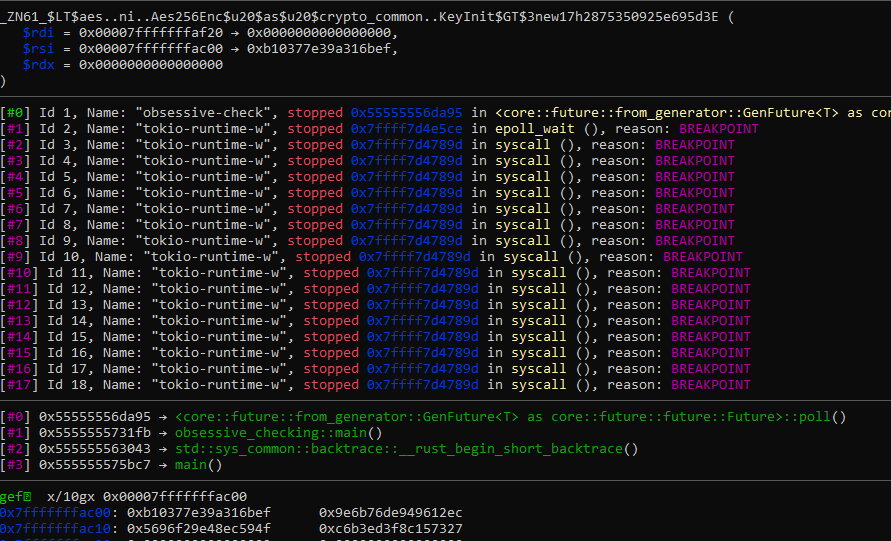 _ZN61_$LT$aes..ni..Aes256Enc$u20$as$u20$crypto_common..KeyInit$GT$3new17h2875350925e695d3E (
$rdi = 0x00007fffffffaf20 → 0x0000000000000000,
$rsi = 0x00007fffffffac00 → 0xb10377e39a316bef,
$rdx = 0x0000000000000000
)
[#0] Id 1, Name: "obsessive-check", stopped 0x55555556da95 in <core::future::from_generator::GenFuture<T> as cor
[#1] Id 2, Name: "tokio-runtime-w", stopped 0x7ffff7d4e5ce in epoll_wait (), reason: BREAKPOINT
[#2] Id 3, Name: "tokio-runtime-w", stopped 0x7ffff7d4789d in syscall (), reason: BREAKPOINT
[#3] Id 4, Name: "tokio-runtime-w", stopped 0x7ffff7d4789d in syscall (), reason: BREAKPOINT
[#4] Id 5, Name: "tokio-runtime-w", stopped 0x7ffff7d4789d in syscall (), reason: BREAKPOINT
[#5] Id 6, Name: "tokio-runtime-w", stopped 0x7ffff7d4789d in syscall (), reason: BREAKPOINT
[#6] Id 7, Name: "tokio-runtime-w", stopped 0x7ffff7d4789d in syscall (), reason: BREAKPOINT
[#7] Id 8, Name: "tokio-runtime-w", stopped 0x7ffff7d4789d in syscall (), reason: BREAKPOINT
[#8] Id 9, Name: "tokio-runtime-w", stopped 0x7ffff7d4789d in syscall (), reason: BREAKPOINT
[#9] Id 10, Name: "tokio-runtime-w", stopped 0x7ffff7d4789d in syscall (), reason: BREAKPOINT
[#10] Id 11, Name: "tokio-runtime-w", stopped 0x7ffff7d4789d in syscall (), reason: BREAKPOINT
[#11] Id 12, Name: "tokio-runtime-w", stopped 0x7ffff7d4789d in syscall (), reason: BREAKPOINT
[#12] Id 13, Name: "tokio-runtime-w", stopped 0x7ffff7d4789d in syscall (), reason: BREAKPOINT
[#13] Id 14, Name: "tokio-runtime-w", stopped 0x7ffff7d4789d in syscall (), reason: BREAKPOINT
[#14] Id 15, Name: "tokio-runtime-w", stopped 0x7ffff7d4789d in syscall (), reason: BREAKPOINT
[#15] Id 16, Name: "tokio-runtime-w", stopped 0x7ffff7d4789d in syscall (), reason: BREAKPOINT
[#16] Id 17, Name: "tokio-runtime-w", stopped 0x7ffff7d4789d in syscall (), reason: BREAKPOINT
[#17] Id 18, Name: "tokio-runtime-w", stopped 0x7ffff7d4789d in syscall (), reason: BREAKPOINT
[#0] 0x55555556da95 → <core::future::from_generator::GenFuture<T> as core::future::future::Future>::poll()
[#1] 0x5555555731fb → obsessive_checking::main()
[#2] 0x555555563043 → std::sys_common::backtrace::__rust_begin_short_backtrace()
[#3] 0x555555575bc7 → main()
gef x/10gx 0x00007fffffffac00
0x7fffffffac00: 0xb10377e39a316bef 0x9e6b76de949612ec
0x7fffffffac10: 0x5696f29e48ec594f 0xc6b3ed3f8c157327